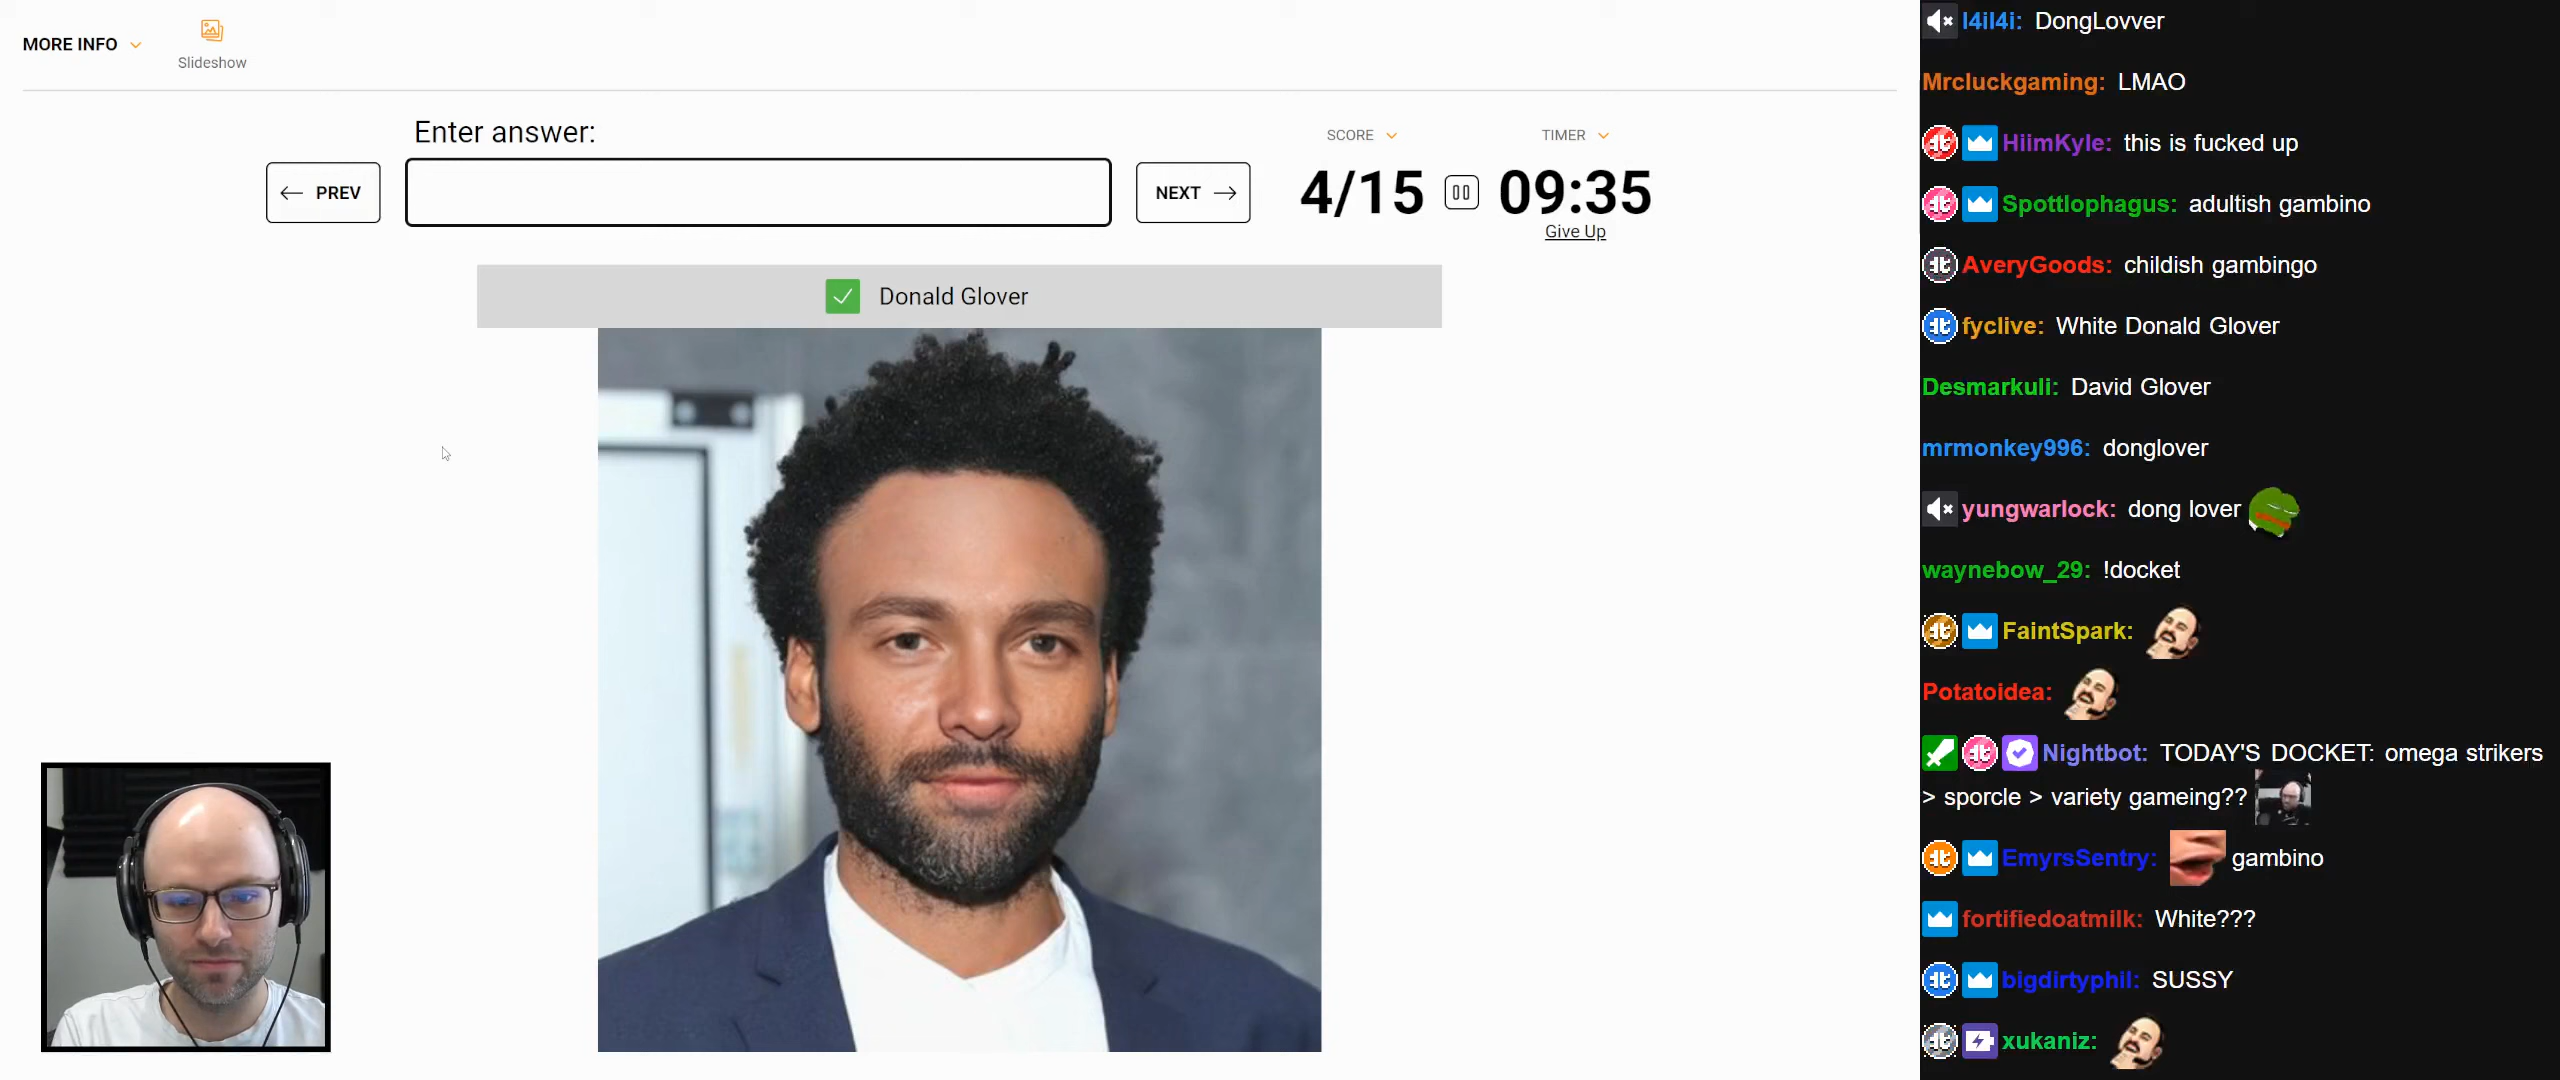 MORE INFO
Slideshow
Enter answer:
PREV
NEXT
SCORE
4/15
TIMER
09:35
Give Up
Donald Glover
l4il4i: DongLovver
Mrcluckgaming: LMAO
HiimKyle: this is fucked up
Spottlophagus: adultish gambino
AveryGoods: childish gambingo
fyclive: White Donald Glover
Desmarkuli: David Glover
mrmonkey996: donglover
yungwarlock: dong lover
waynebow_29: !docket
FaintSpark:
Potatoidea:
Nightbot: TODAY'S DOCKET: omega strikers
> sporcle > variety gameing??
EmyrsSentry: gambino
fortifiedoatmilk: White???
bigdirtyphil: SUSSY
xukaniz: